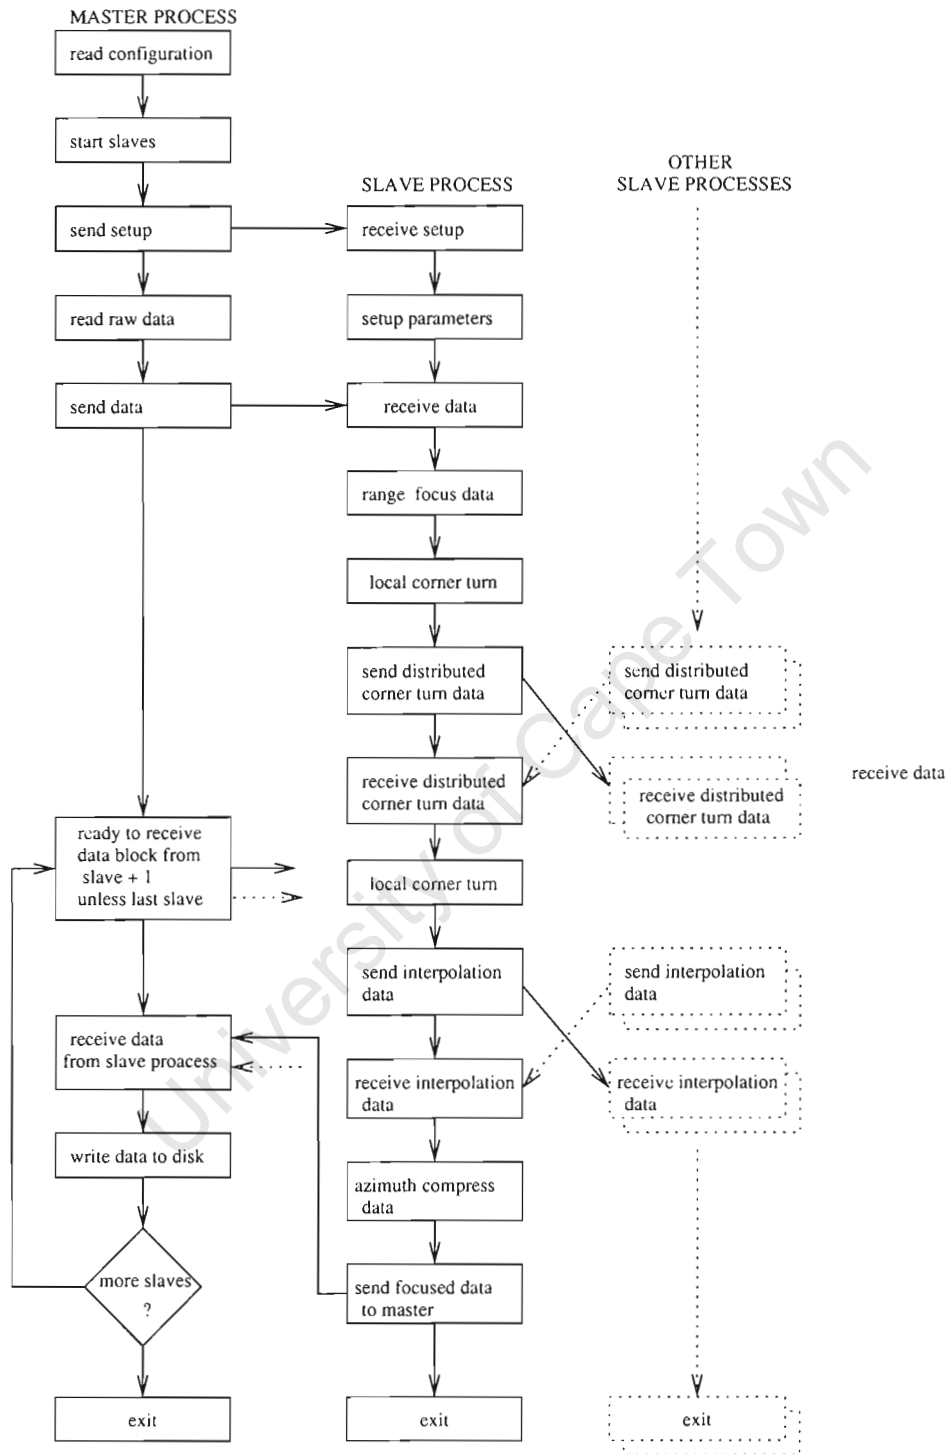 MASTER PROCESS
read configuration
start slaves
send setup
read raw data
send data
ready to receive
data block from
slave + 1
unless last slave
receive data
from slave proacess
write data to disk
more slaves
?
exit
SLAVE PROCESS
receive setup
setup parameters
receive data
range focus data
local corner turn
send distributed
corner turn data
receive distributed
corner turn data
local corner turn
send interpolation
data
receive interpolation
data
azimuth compress
data
send focused data
to master
exit
OTHER
SLAVE PROCESSES
send distributed
corner turn data
receive distributed
corner turn data
send interpolation
data
receive interpolation
data
exit
receive data
University of Cape Town